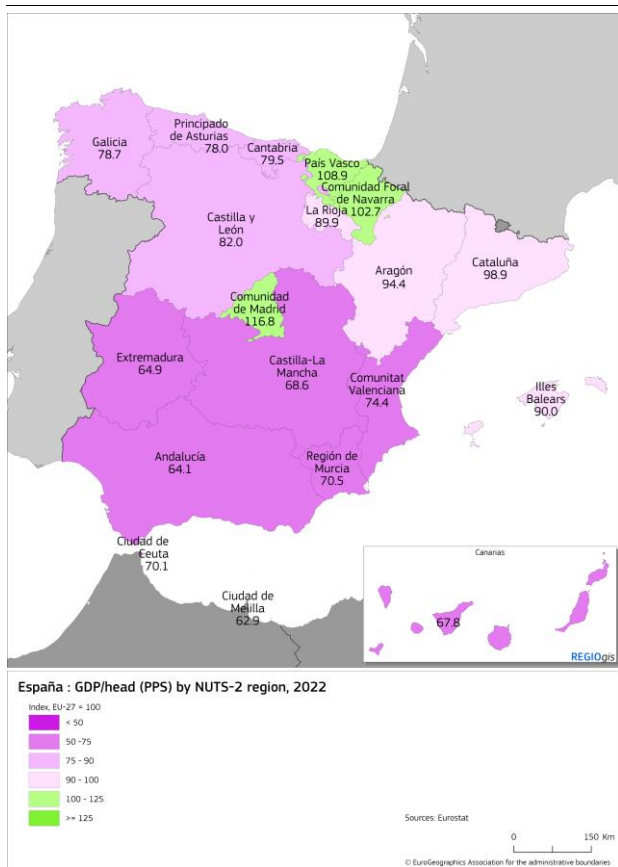 Galicia
78.7
Principado
de Asturias
78.0
Cantabria
79.5
País Vasco
108.9
Comunidad Foral
de Navarra
102.7
La Rioja
89.9
Castilla y
León
82.0
Aragón
94.4
Cataluña
98.9
Comunidad
de Madrid
116.8
Extremadura
64.9
Castilla-La
Mancha
68.6
Comunitat
Valenciana
74.4
Illes
Balears
90.0
Andalucía
64.1
Región de
Murcia
70.5
Ciudad de
Ceuta
70.1
Ciudad de
Melilla
62.9
Canarias
67.8
REGIOgis
España : GDP/head (PPS) by NUTS-2 region, 2022
Index, EU-27 = 100
< 50
50 -75
75 - 90
90 - 100
100 - 125
>= 125
Sources: Eurostat
0 150 Km
© EuroGeographics Association for the administrative boundaries